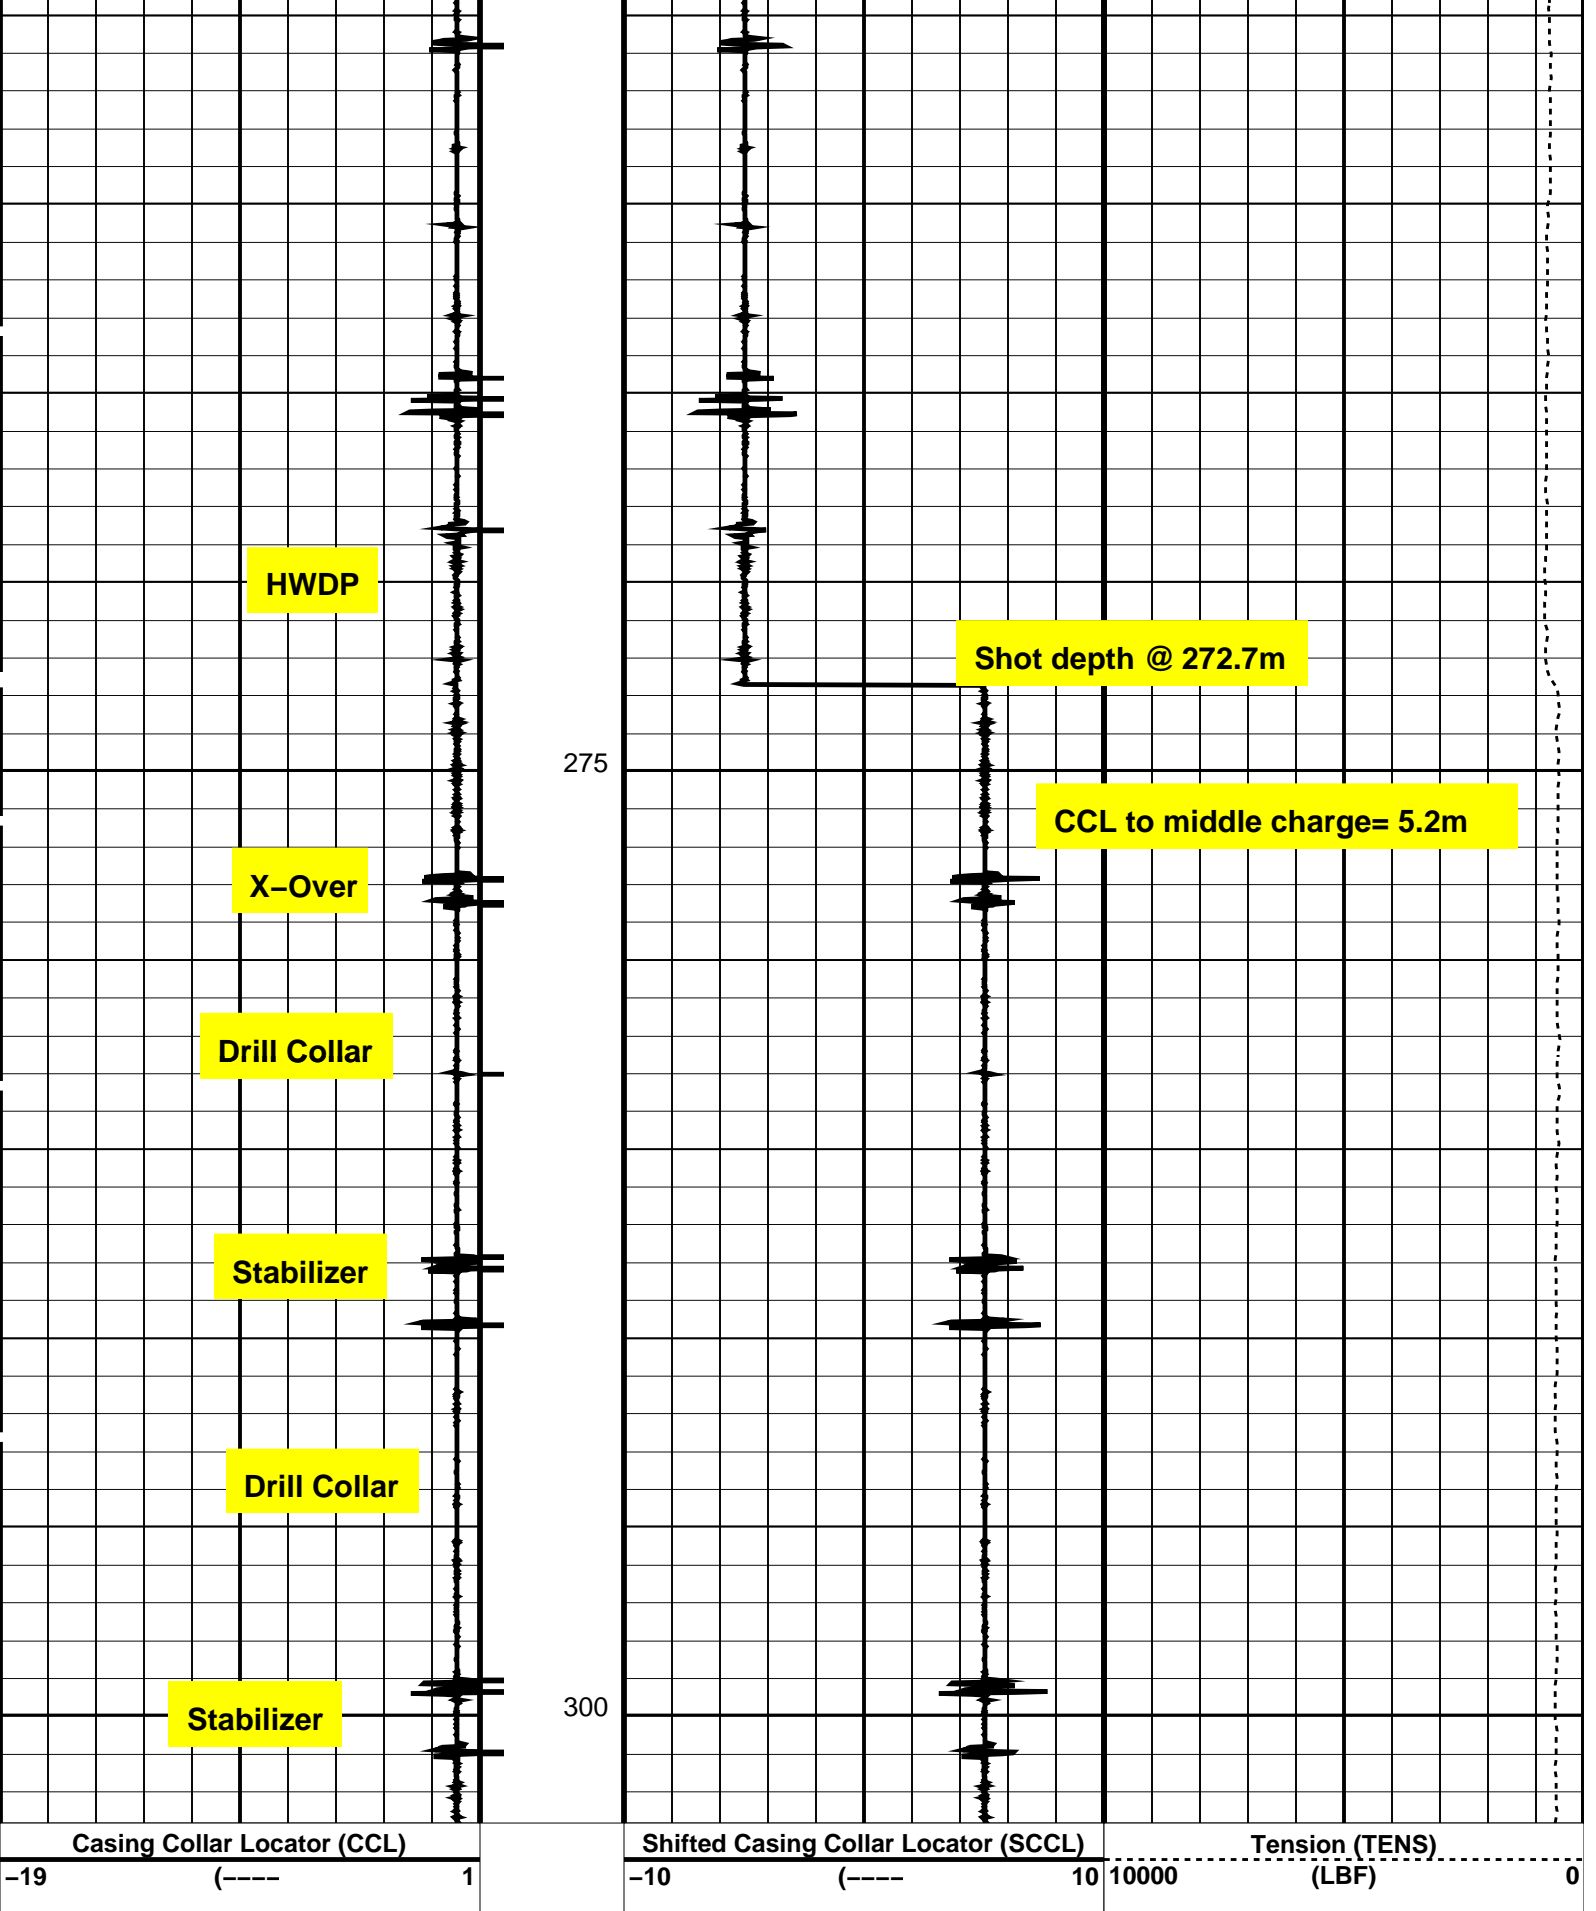 HWDP
Shot depth @ 272.7m
275
CCL to middle charge= 5.2m
X–Over
Drill Collar
Stabilizer
Drill Collar
300
Stabilizer
Casing Collar Locator (CCL)
–19 (–––– 1
Shifted Casing Collar Locator (SCCL)
–10 (–––– 10
Tension (TENS)
10000 (LBF) 0